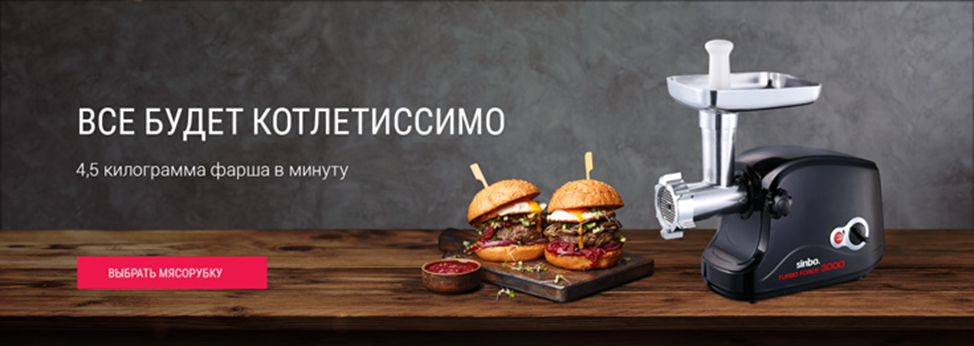 ВСЕ БУДЕТ КОТЛЕТИССИМО
4,5 килограмма фарша в минуту
ВЫБРАТЬ МЯСОРУБКУ
sinbo.
TURBO FORCE 3000